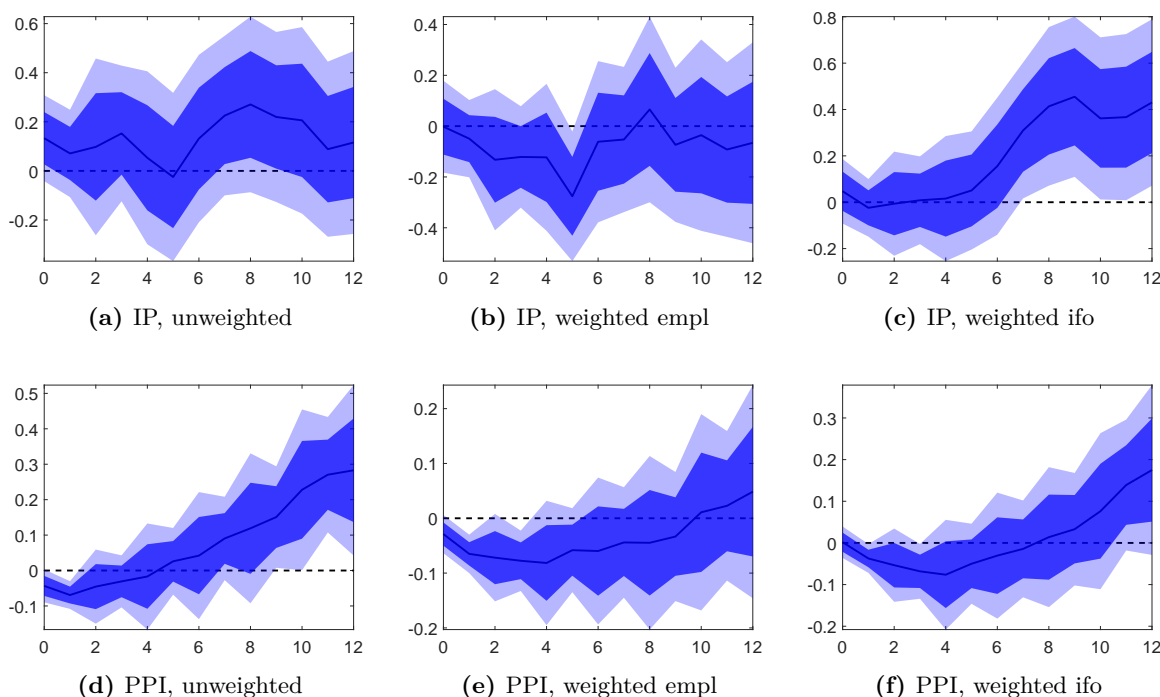 0.6
0.4
0.2
0
-0.2
0 2 4 6 8 10 12
(a) IP, unweighted
0.4
0.2
0
-0.2
-0.4
0 2 4 6 8 10 12
(b) IP, weighted empl
0.8
0.6
0.4
0.2
0
-0.2
0 2 4 6 8 10 12
(c) IP, weighted ifo
0.5
0.4
0.3
0.2
0.1
0
-0.1
0 2 4 6 8 10 12
(d) PPI, unweighted
0.2
0.1
0
-0.1
-0.2
0 2 4 6 8 10 12
(e) PPI, weighted empl
0.3
0.2
0.1
0
-0.1
-0.2
0 2 4 6 8 10 12
(f) PPI, weighted ifo